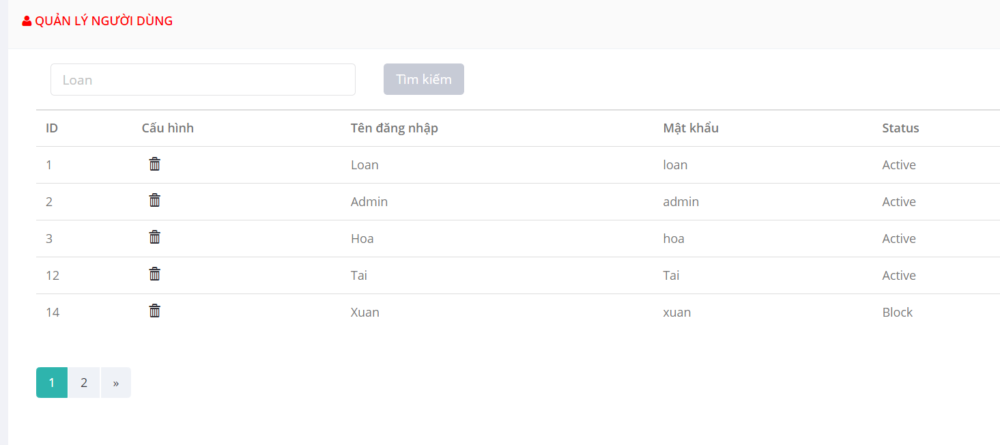 QUẢN LÝ NGƯỜI DÙNG
Loan Tìm kiếm
ID Cấu hình Tên đăng nhập Mật khẩu Status
1 Loan loan Active
2 Admin admin Active
3 Hoa hoa Active
12 Tai Tai Active
14 Xuan xuan Block
1 2 »